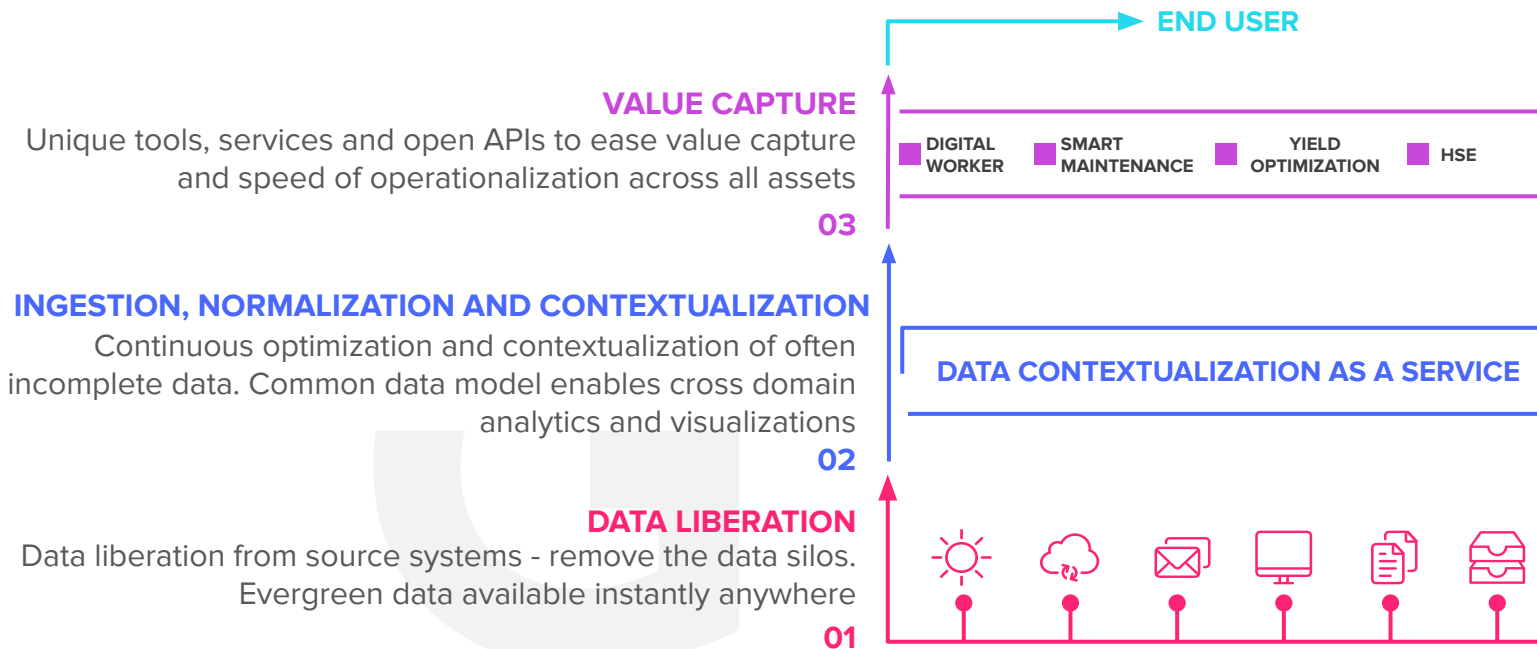 END USER
VALUE CAPTURE
Unique tools, services and open APIs to ease value capture
and speed of operationalization across all assets
03
DIGITAL
WORKER
SMART
MAINTENANCE
YIELD
OPTIMIZATION
HSE
INGESTION, NORMALIZATION AND CONTEXTUALIZATION
Continuous optimization and contextualization of often
incomplete data. Common data model enables cross domain
analytics and visualizations
02
DATA CONTEXTUALIZATION AS A SERVICE
DATA LIBERATION
Data liberation from source systems - remove the data silos.
Evergreen data available instantly anywhere
01